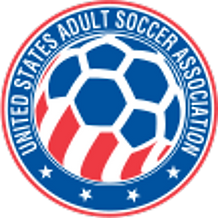 UNITED STATES ADULT SOCCER ASSOCIATION